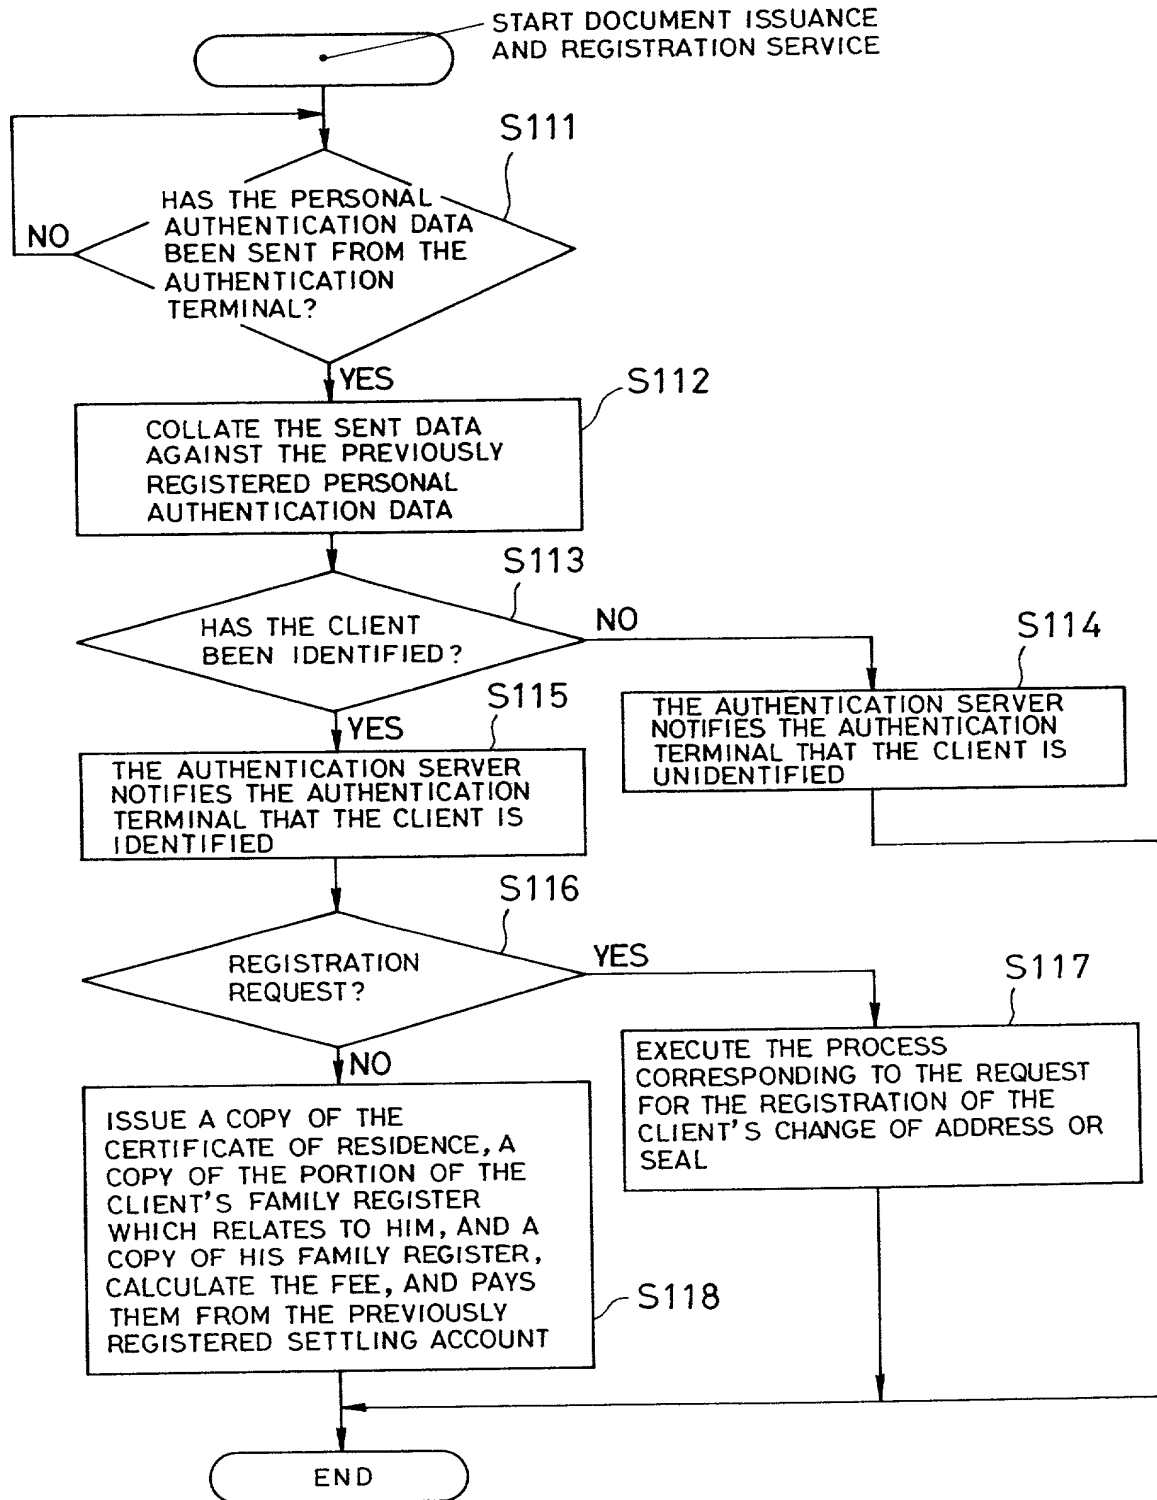 START DOCUMENT ISSUANCE
AND REGISTRATION SERVICE
S111
HAS THE PERSONAL
AUTHENTICATION DATA
BEEN SENT FROM THE
AUTHENTICATION
TERMINAL?
NO
YES
S112
COLLATE THE SENT DATA
AGAINST THE PREVIOUSLY
REGISTERED PERSONAL
AUTHENTICATION DATA
S113
HAS THE CLIENT
BEEN IDENTIFIED?
NO
S114
THE AUTHENTICATION SERVER
NOTIFIES THE AUTHENTICATION
TERMINAL THAT THE CLIENT IS
UNIDENTIFIED
YES
S115
THE AUTHENTICATION SERVER
NOTIFIES THE AUTHENTICATION
TERMINAL THAT THE CLIENT IS
IDENTIFIED
S116
REGISTRATION
REQUEST?
YES
S117
EXECUTE THE PROCESS
CORRESPONDING TO THE REQUEST
FOR THE REGISTRATION OF THE
CLIENT'S CHANGE OF ADDRESS OR
SEAL
NO
ISSUE A COPY OF THE
CERTIFICATE OF RESIDENCE, A
COPY OF THE PORTION OF THE
CLIENT'S FAMILY REGISTER
WHICH RELATES TO HIM, AND A
COPY OF HIS FAMILY REGISTER,
CALCULATE THE FEE, AND PAYS
THEM FROM THE PREVIOUSLY
REGISTERED SETTLING ACCOUNT
S118
END